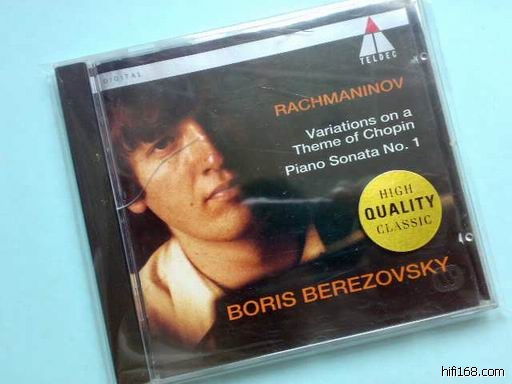 DIGITAL
TELDEC
RACHMANINOV
Variations on a
Theme of Chopin
Piano Sonata No. 1
HIGH
QUALITY
CLASSIC
BORIS BEREZOVSKY
hifi168.com